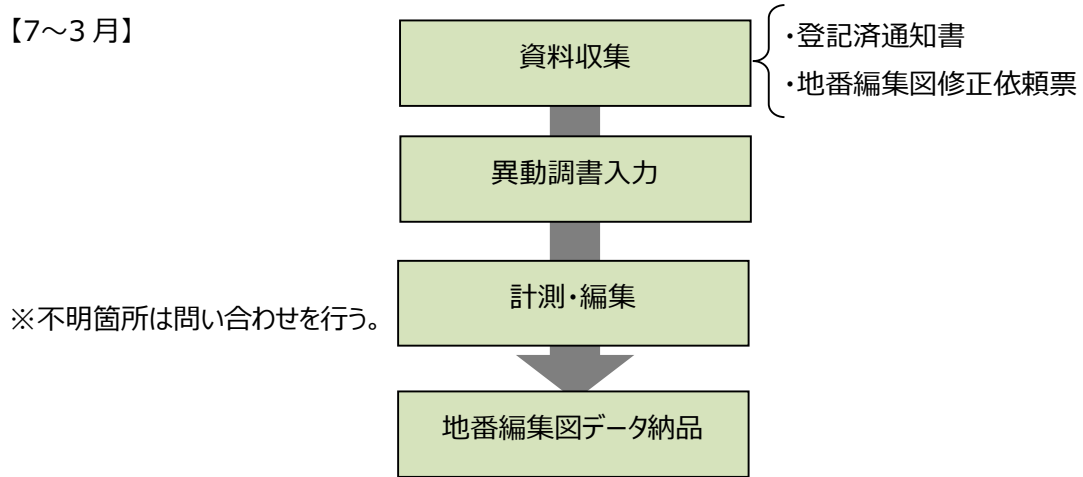 【7～3 月】
資料収集
・登記済通知書
・地番編集図修正依頼票
異動調書入力
計測・編集
※不明箇所は問い合わせを行う。
地番編集図データ納品